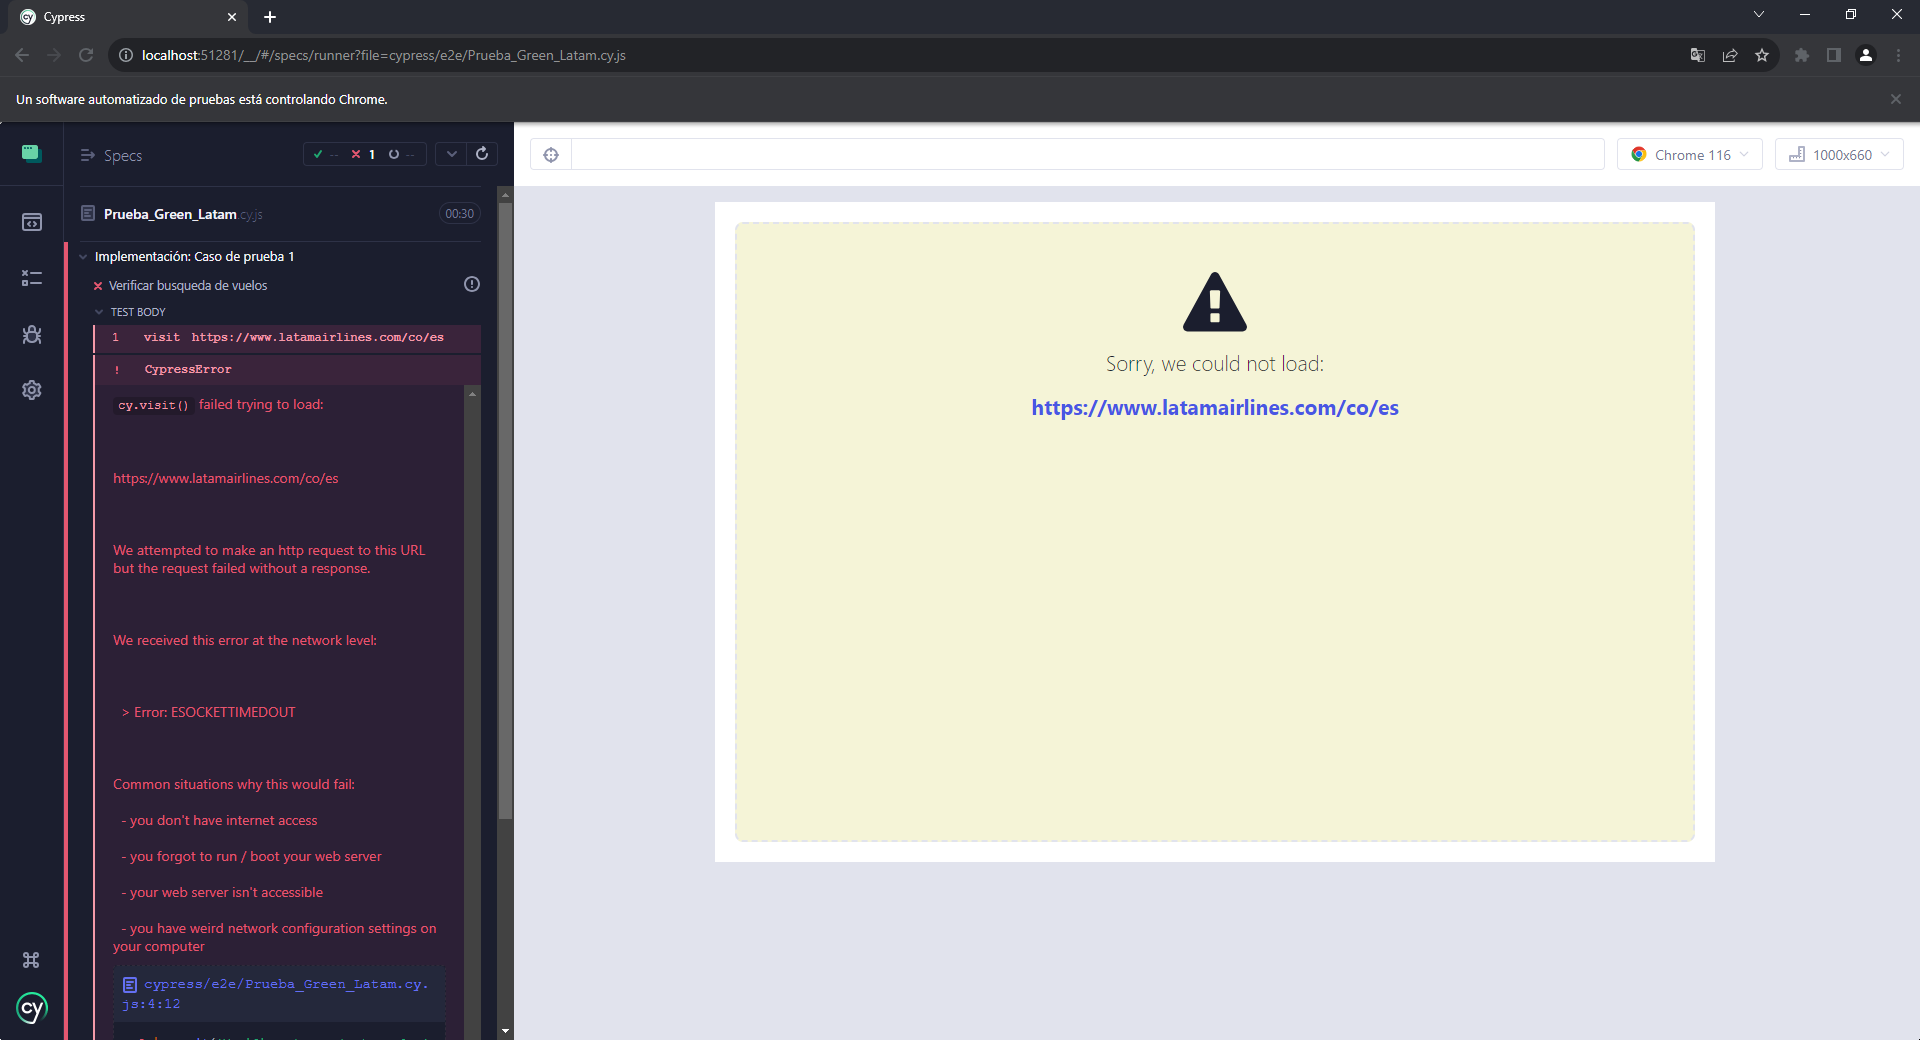 Cypress
localhost:51281/__/#/specs/runner?file=cypress/e2e/Prueba_Green_Latam.cy.js
Un software automatizado de pruebas está controlando Chrome.
Specs
-- 1 --
Chrome 116
1000x660
Prueba_Green_Latam.cy.js
00:30
Implementación: Caso de prueba 1
Verificar busqueda de vuelos
TEST BODY
1 visit https://www.latamairlines.com/co/es
! CypressError
cy.visit() failed trying to load:
https://www.latamairlines.com/co/es
We attempted to make an http request to this URL
but the request failed without a response.
We received this error at the network level:
> Error: ESOCKETTIMEDOUT
Common situations why this would fail:
- you don't have internet access
- you forgot to run / boot your web server
- your web server isn't accessible
- you have weird network configuration settings on
your computer
cypress/e2e/Prueba_Green_Latam.cy.
js:4:12
cy
Sorry, we could not load:
https://www.latamairlines.com/co/es